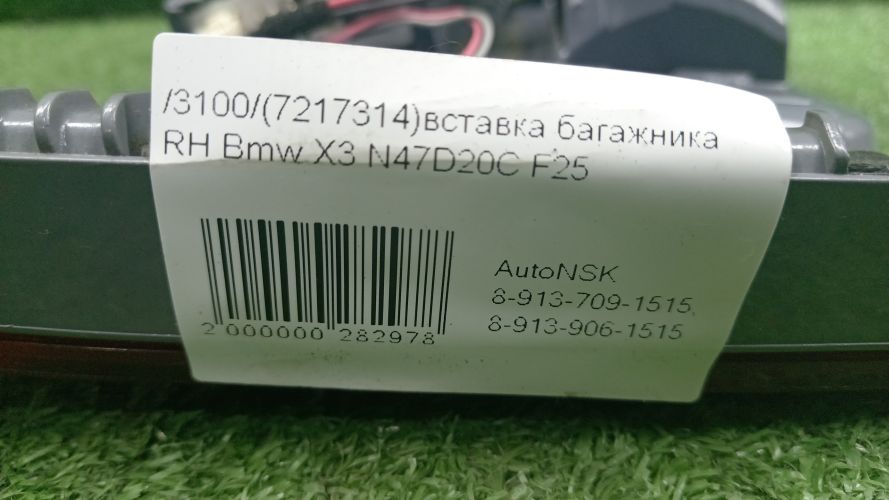 /3100/(7217314)вставка багажника
RH Bmw X3 N47D20C F25
AutoNSK
8-913-709-1515
8-913-906-1515
2 000000 282978